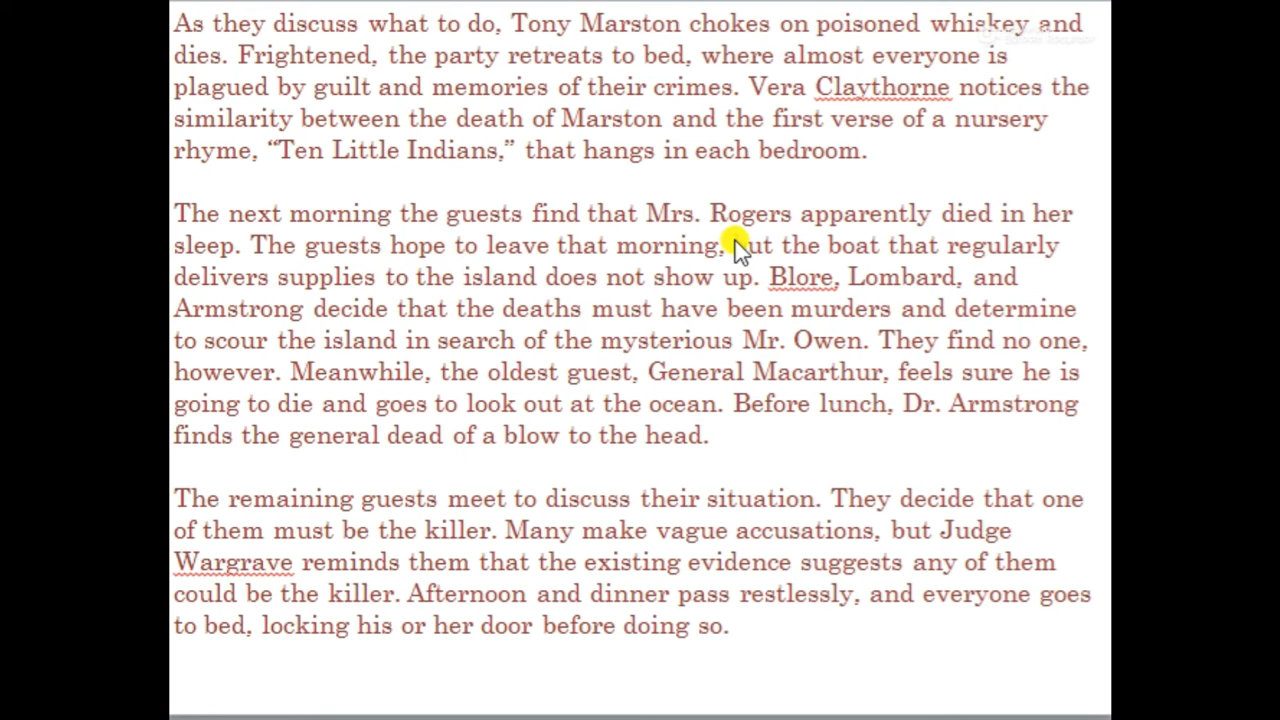 As they discuss what to do, Tony Marston chokes on poisoned whiskey and
dies. Frightened, the party retreats to bed, where almost everyone is
plagued by guilt and memories of their crimes. Vera Claythorne notices the
similarity between the death of Marston and the first verse of a nursery
rhyme, “Ten Little Indians,” that hangs in each bedroom.
The next morning the guests find that Mrs. Rogers apparently died in her
sleep. The guests hope to leave that morning, but the boat that regularly
delivers supplies to the island does not show up. Blore, Lombard, and
Armstrong decide that the deaths must have been murders and determine
to scour the island in search of the mysterious Mr. Owen. They find no one,
however. Meanwhile, the oldest guest, General Macarthur, feels sure he is
going to die and goes to look out at the ocean. Before lunch, Dr. Armstrong
finds the general dead of a blow to the head.
The remaining guests meet to discuss their situation. They decide that one
of them must be the killer. Many make vague accusations, but Judge
Wargrave reminds them that the existing evidence suggests any of them
could be the killer. Afternoon and dinner pass restlessly, and everyone goes
to bed, locking his or her door before doing so.